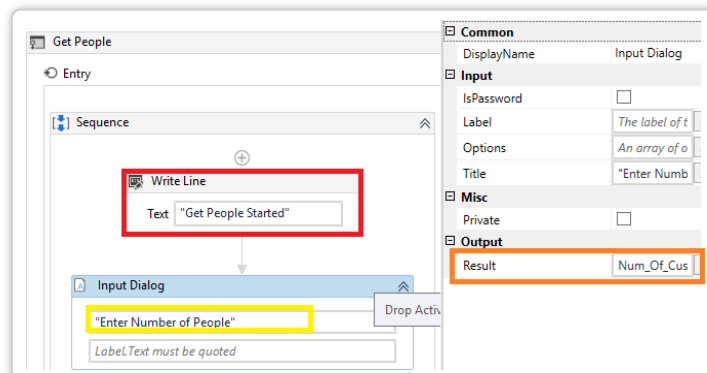 Get People
Entry
Sequence
Write Line
Text "Get People Started"
Input Dialog
"Enter Number of People"
Label.Text must be quoted
Drop Activ
Common
DisplayName Input Dialog
Input
IsPassword
Label The label of t
Options An array of o
Title "Enter Numb
Misc
Private
Output
Result Num_Of_Cus